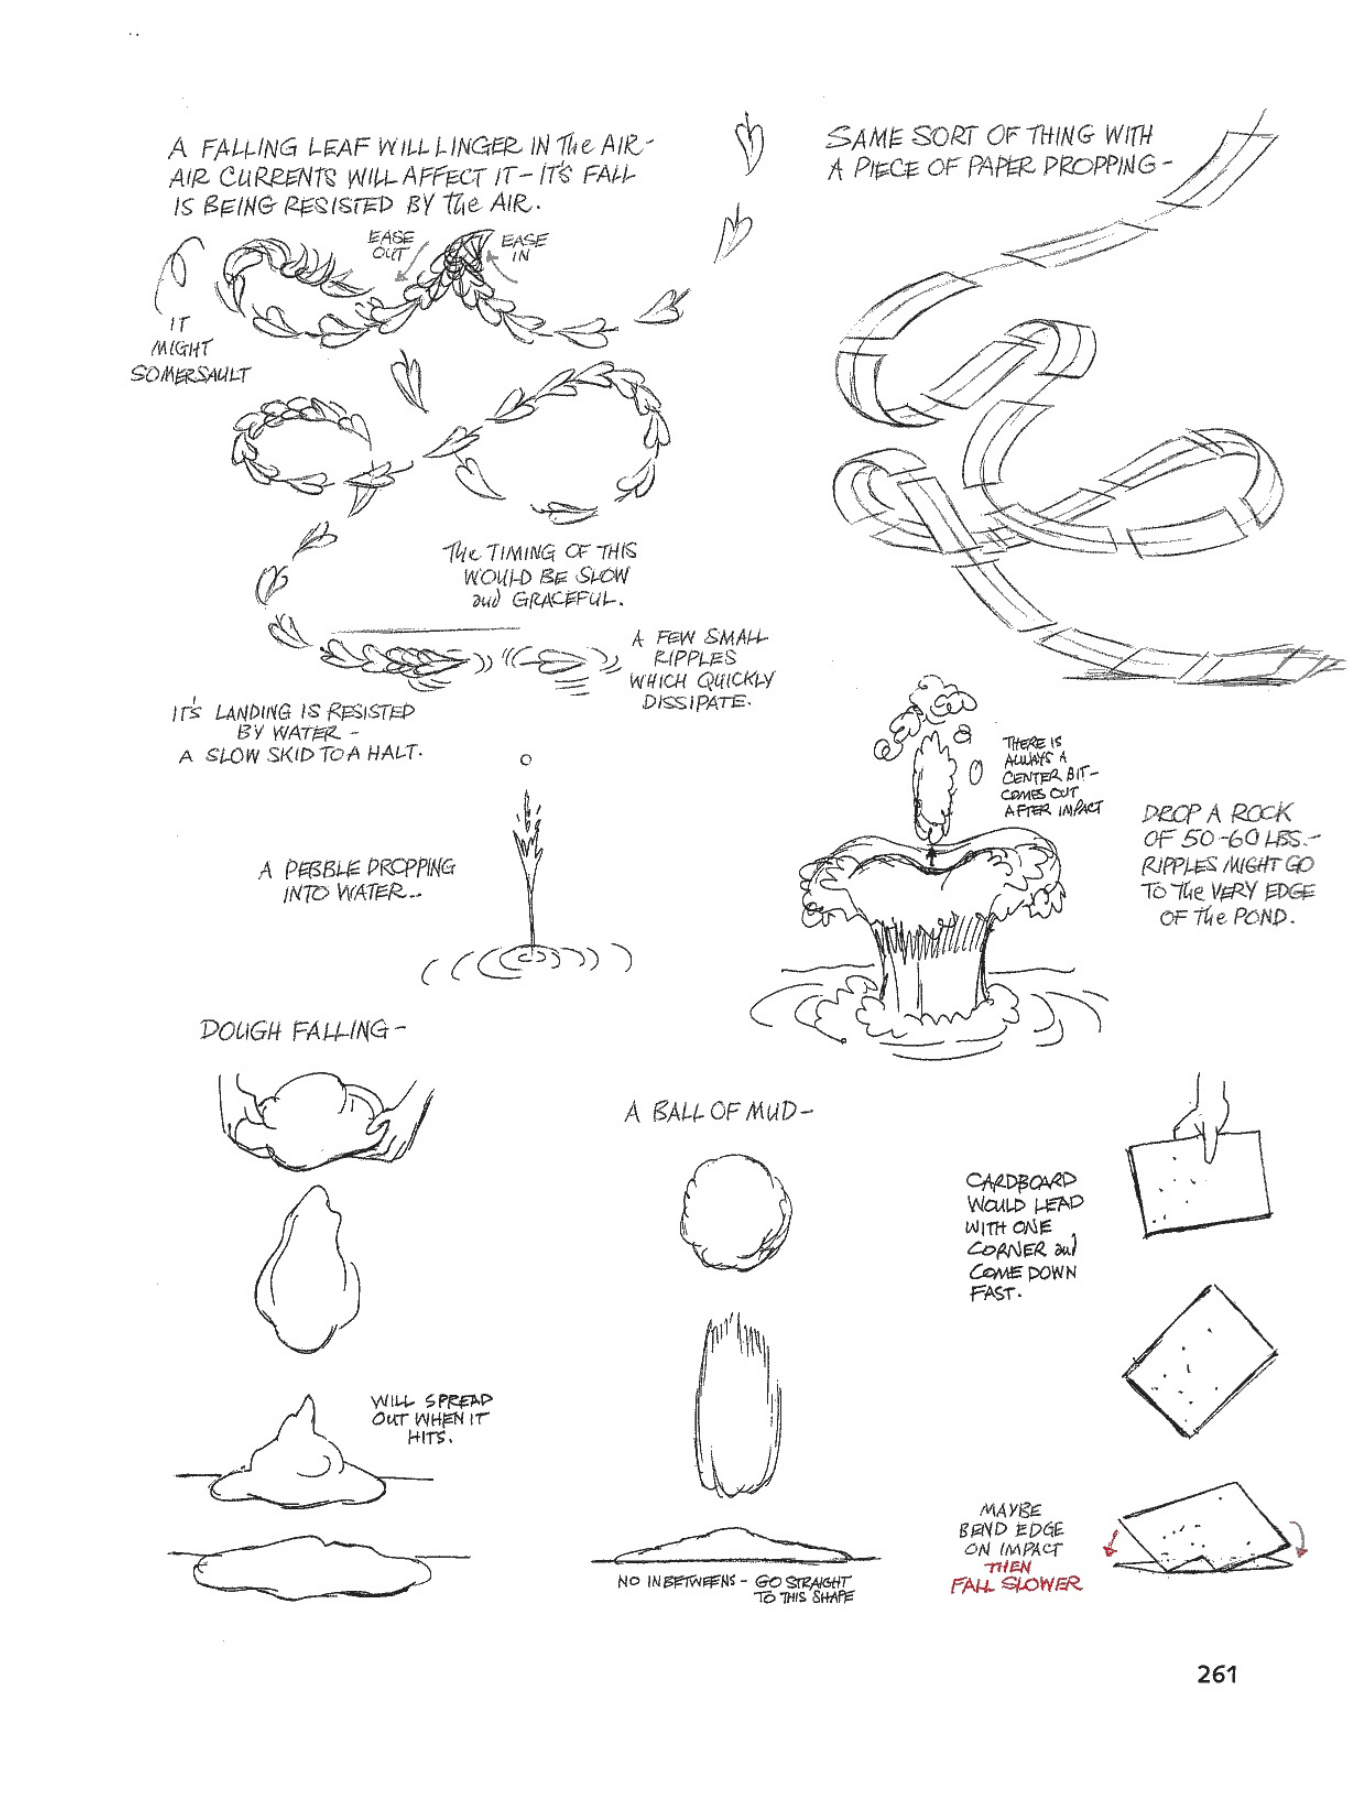 A FALLING LEAF WILL LINGER IN The AIR-
AIR CURRENTS WILL AFFECT IT - IT'S FALL
IS BEING RESISTED BY The AIR.
EASE
OUT
EASE
IN
IT
MIGHT
SOMERSAULT
SAME SORT OF THING WITH
A PIECE OF PAPER DROPPING-
The TIMING OF THIS
WOULD BE SLOW
and GRACEFUL.
A FEW SMALL
RIPPLES
WHICH QUICKLY
DISSIPATE.
IT'S LANDING IS RESISTED
BY WATER -
A SLOW SKID TO A HALT.
A PEBBLE DROPPING
INTO WATER...
THERE IS
ALWAYS A
CENTER BIT-
COMES OUT
AFTER IMPACT
DROP A ROCK
OF 50-60 LBS.-
RIPPLES MIGHT GO
TO The VERY EDGE
OF The POND.
DOUGH FALLING-
WILL SPREAD
OUT WHEN IT
HITS.
A BALL OF MUD-
NO INBETWEENS - GO STRAIGHT
TO THIS SHAPE
CARDBOARD
WOULD LEAD
WITH ONE
CORNER and
COME DOWN
FAST.
MAYBE
BEND EDGE
ON IMPACT
THEN
FALL SLOWER
261